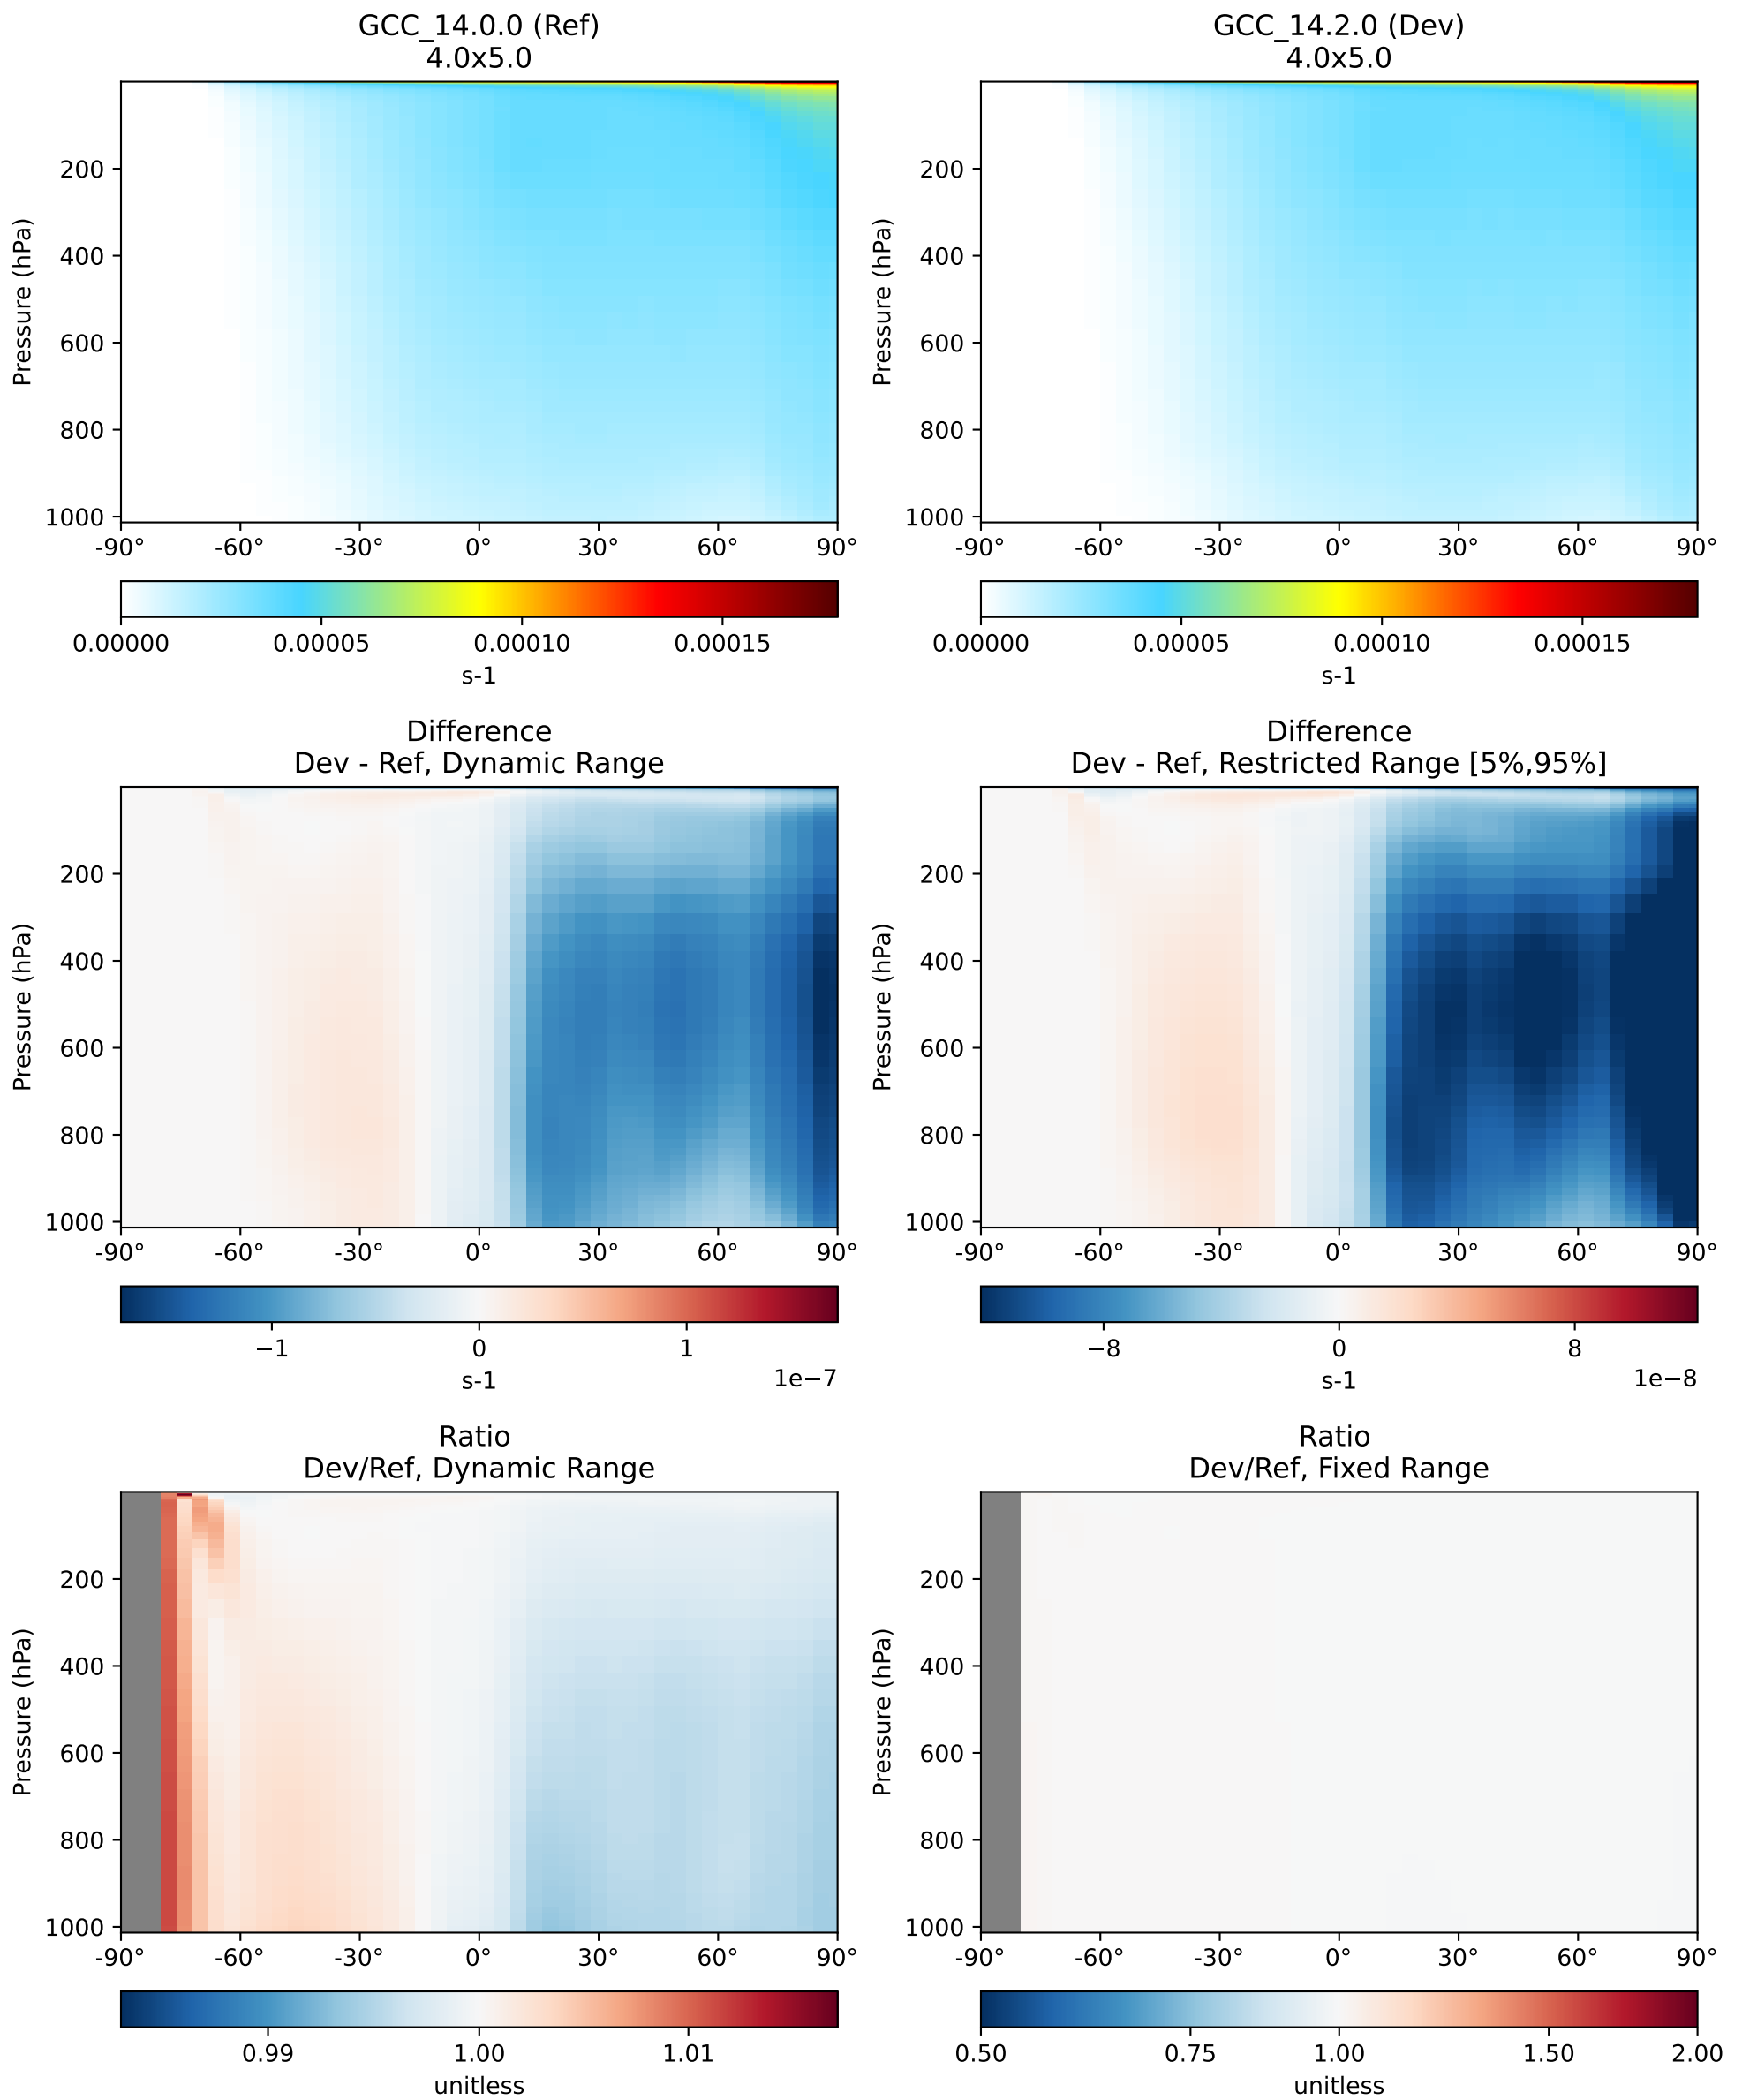 GCC_14.0.0 (Ref)
4.0x5.0
GCC_14.2.0 (Dev)
4.0x5.0
Pressure (hPa)
200
400
600
800
1000
-90° -60° -30° 0° 30° 60° 90°
0.00000 0.00005 0.00010 0.00015
s-1
Pressure (hPa)
200
400
600
800
1000
-90° -60° -30° 0° 30° 60° 90°
0.00000 0.00005 0.00010 0.00015
s-1
Difference
Dev - Ref, Dynamic Range
Pressure (hPa)
200
400
600
800
1000
-90° -60° -30° 0° 30° 60° 90°
−1 0 1
s-1
1e−7
Difference
Dev - Ref, Restricted Range [5%,95%]
Pressure (hPa)
200
400
600
800
1000
-90° -60° -30° 0° 30° 60° 90°
−8 0 8
s-1
1e−8
Ratio
Dev/Ref, Dynamic Range
Pressure (hPa)
200
400
600
800
1000
-90° -60° -30° 0° 30° 60° 90°
0.99 1.00 1.01
unitless
Ratio
Dev/Ref, Fixed Range
Pressure (hPa)
200
400
600
800
1000
-90° -60° -30° 0° 30° 60° 90°
0.50 0.75 1.00 1.50 2.00
unitless